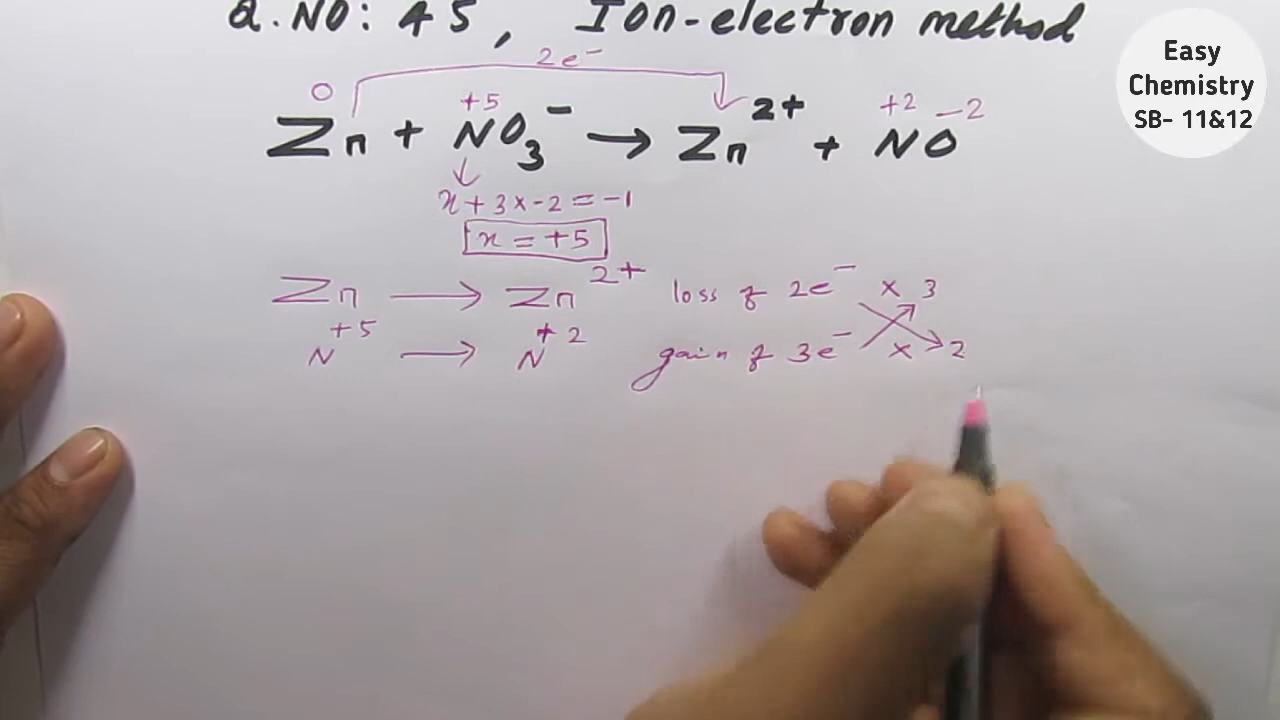 Q.NO: 45, Ion-electron method
Easy
Chemistry
SB- 11&12
2e⁻
0 +5 +2 -2
Zn + NO₃⁻ → Zn²⁺ + NO
x + 3x-2 = -1
x = +5
Zn → Zn²⁺ loss of 2e⁻ x 3
N⁺⁵ → N⁺² gain of 3e⁻ x 2